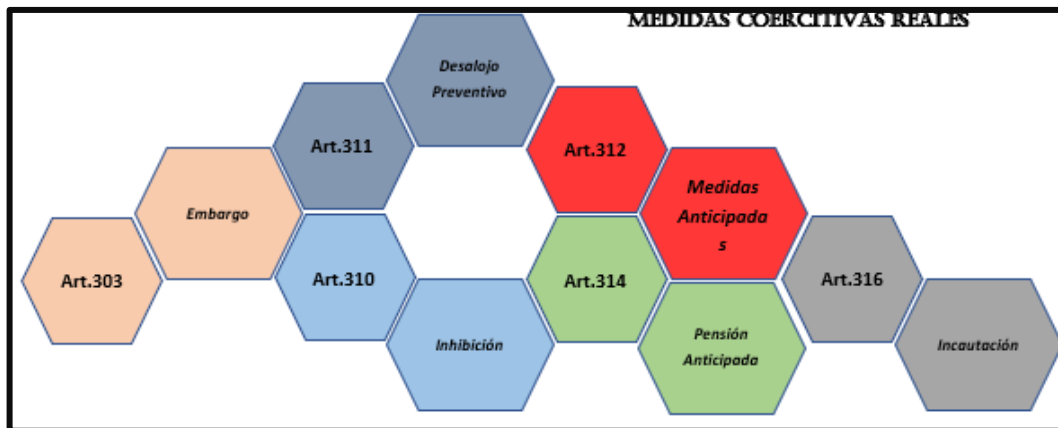 MEDIDAS COERCITIVAS REALES
Desalojo
Preventivo
Art.311
Art.312
Embargo
Medidas
Anticipada
s
Art.303
Art.310
Art.314
Art.316
Inhibición
Pensión
Anticipada
Incautación